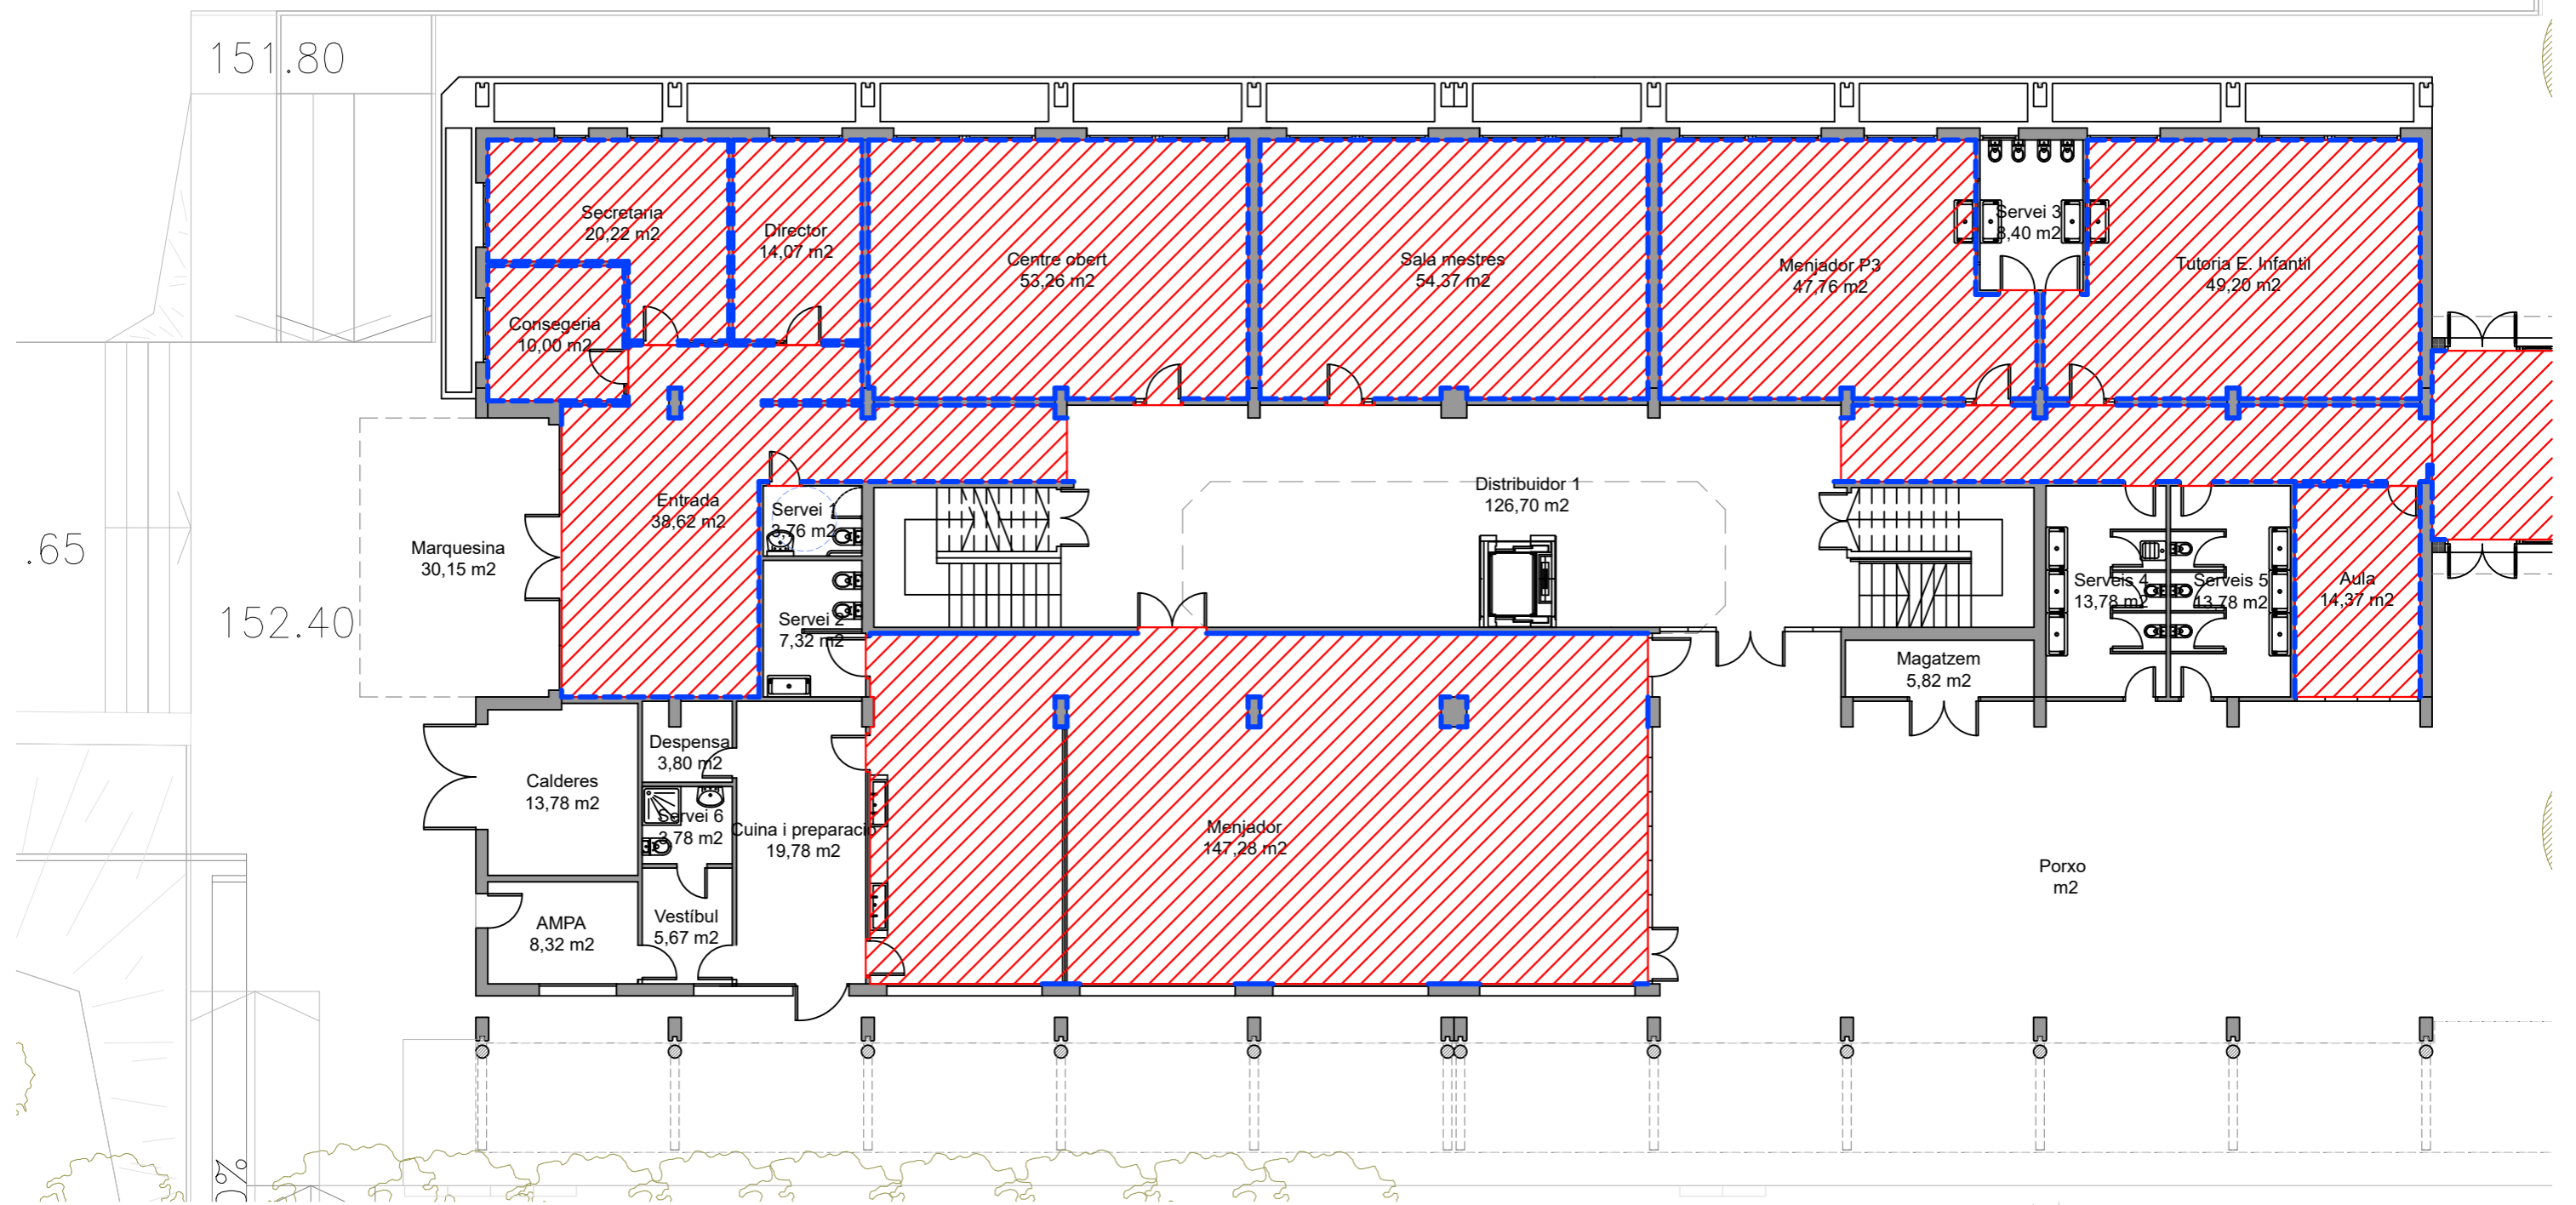 151.80
Secretaria
20,22 m2
Director
14,07 m2
Centre obert
53,26 m2
Sala mestres
54,37 m2
Menjador P3
47,76 m2
Servei 3
8,40 m2
Tutoria E. Infantil
49,20 m2
Consegeria
10,00 m2
Entrada
38,62 m2
Servei 1
3,76 m2
Distribuidor 1
126,70 m2
Marquesina
30,15 m2
.65
152.40
Servei 2
7,32 m2
Serveis 4
13,78 m2
Serveis 5
13,78 m2
Aula
14,37 m2
Magatzem
5,82 m2
Despensa
3,80 m2
Calderes
13,78 m2
Servei 6
3,78 m2
Cuina i preparació
19,78 m2
Menjador
147,28 m2
Porxo
m2
AMPA
8,32 m2
Vestíbul
5,67 m2
%